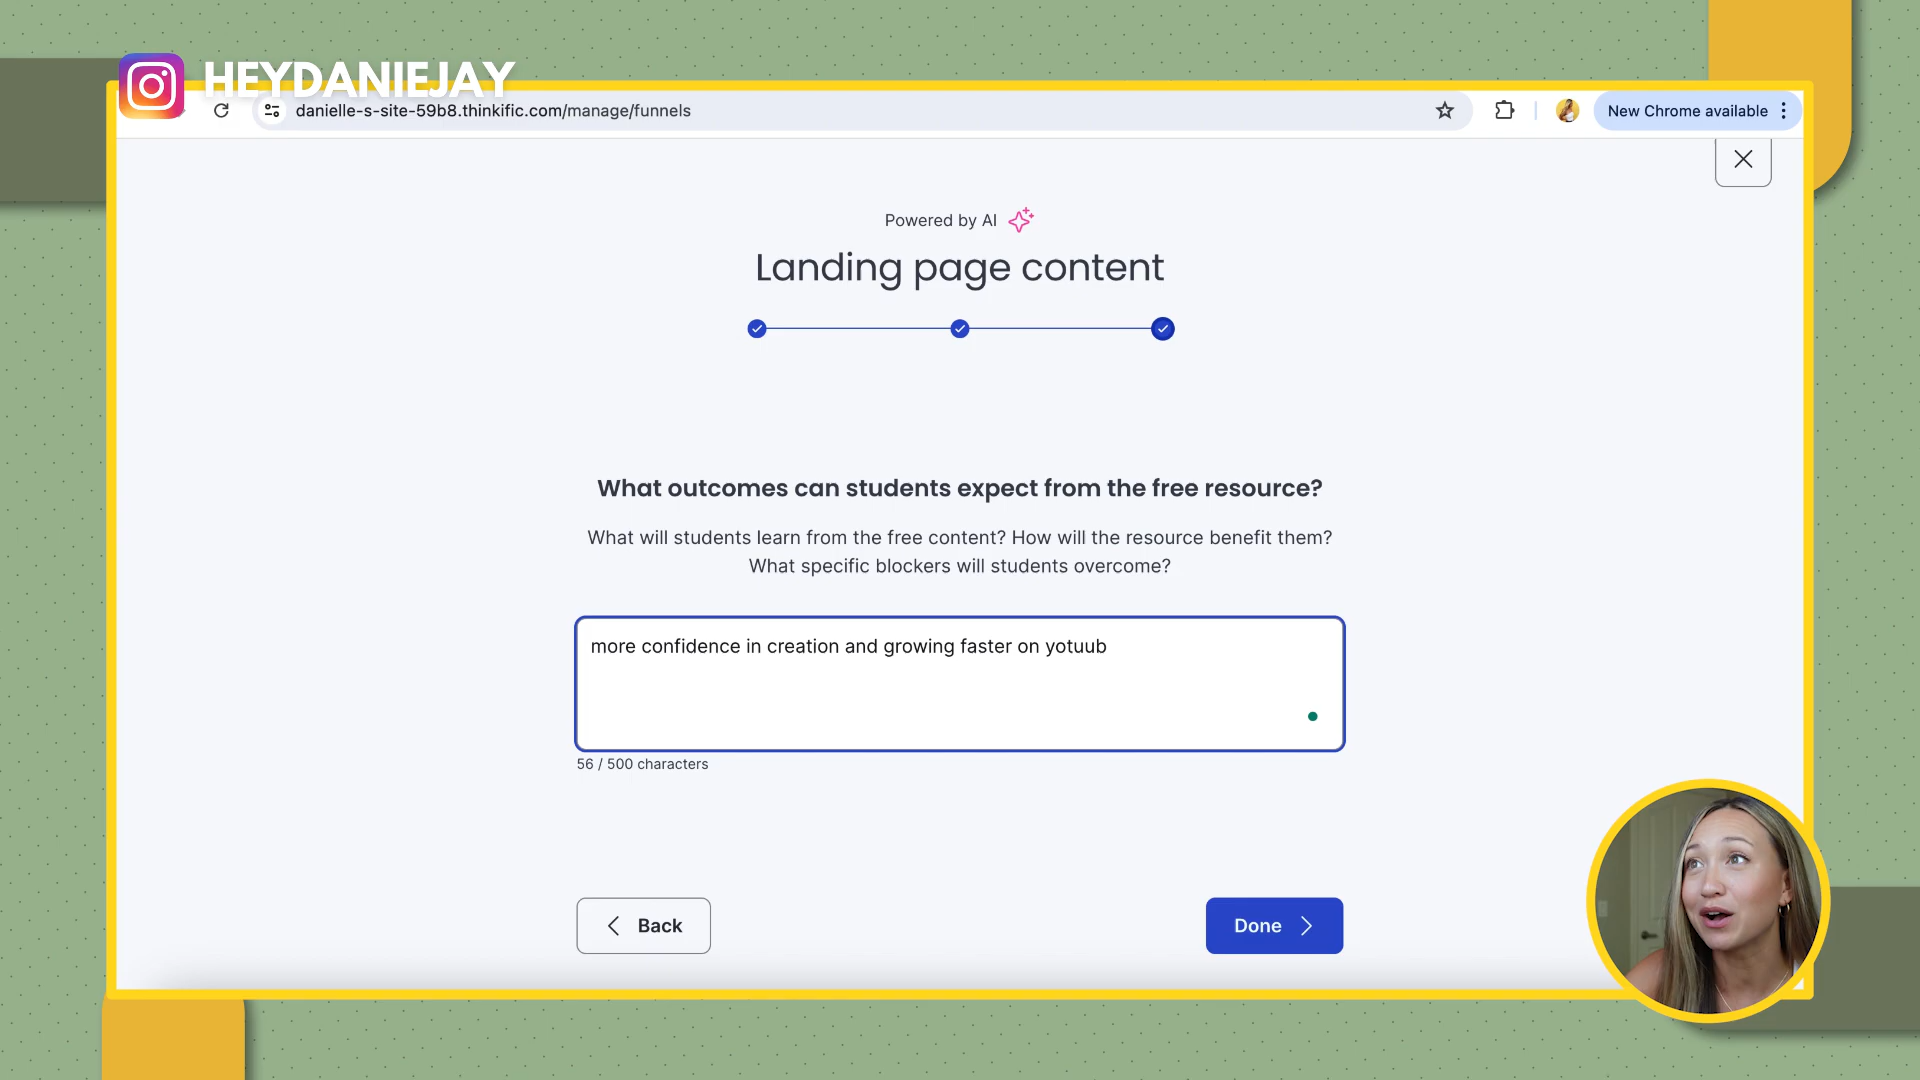 HEYDANIEJAY
danielle-s-site-59b8.thinkific.com/manage/funnels
New Chrome available
Powered by AI
Landing page content
What outcomes can students expect from the free resource?
What will students learn from the free content? How will the resource benefit them?
What specific blockers will students overcome?
more confidence in creation and growing faster on yotuub
56 / 500 characters
Back
Done